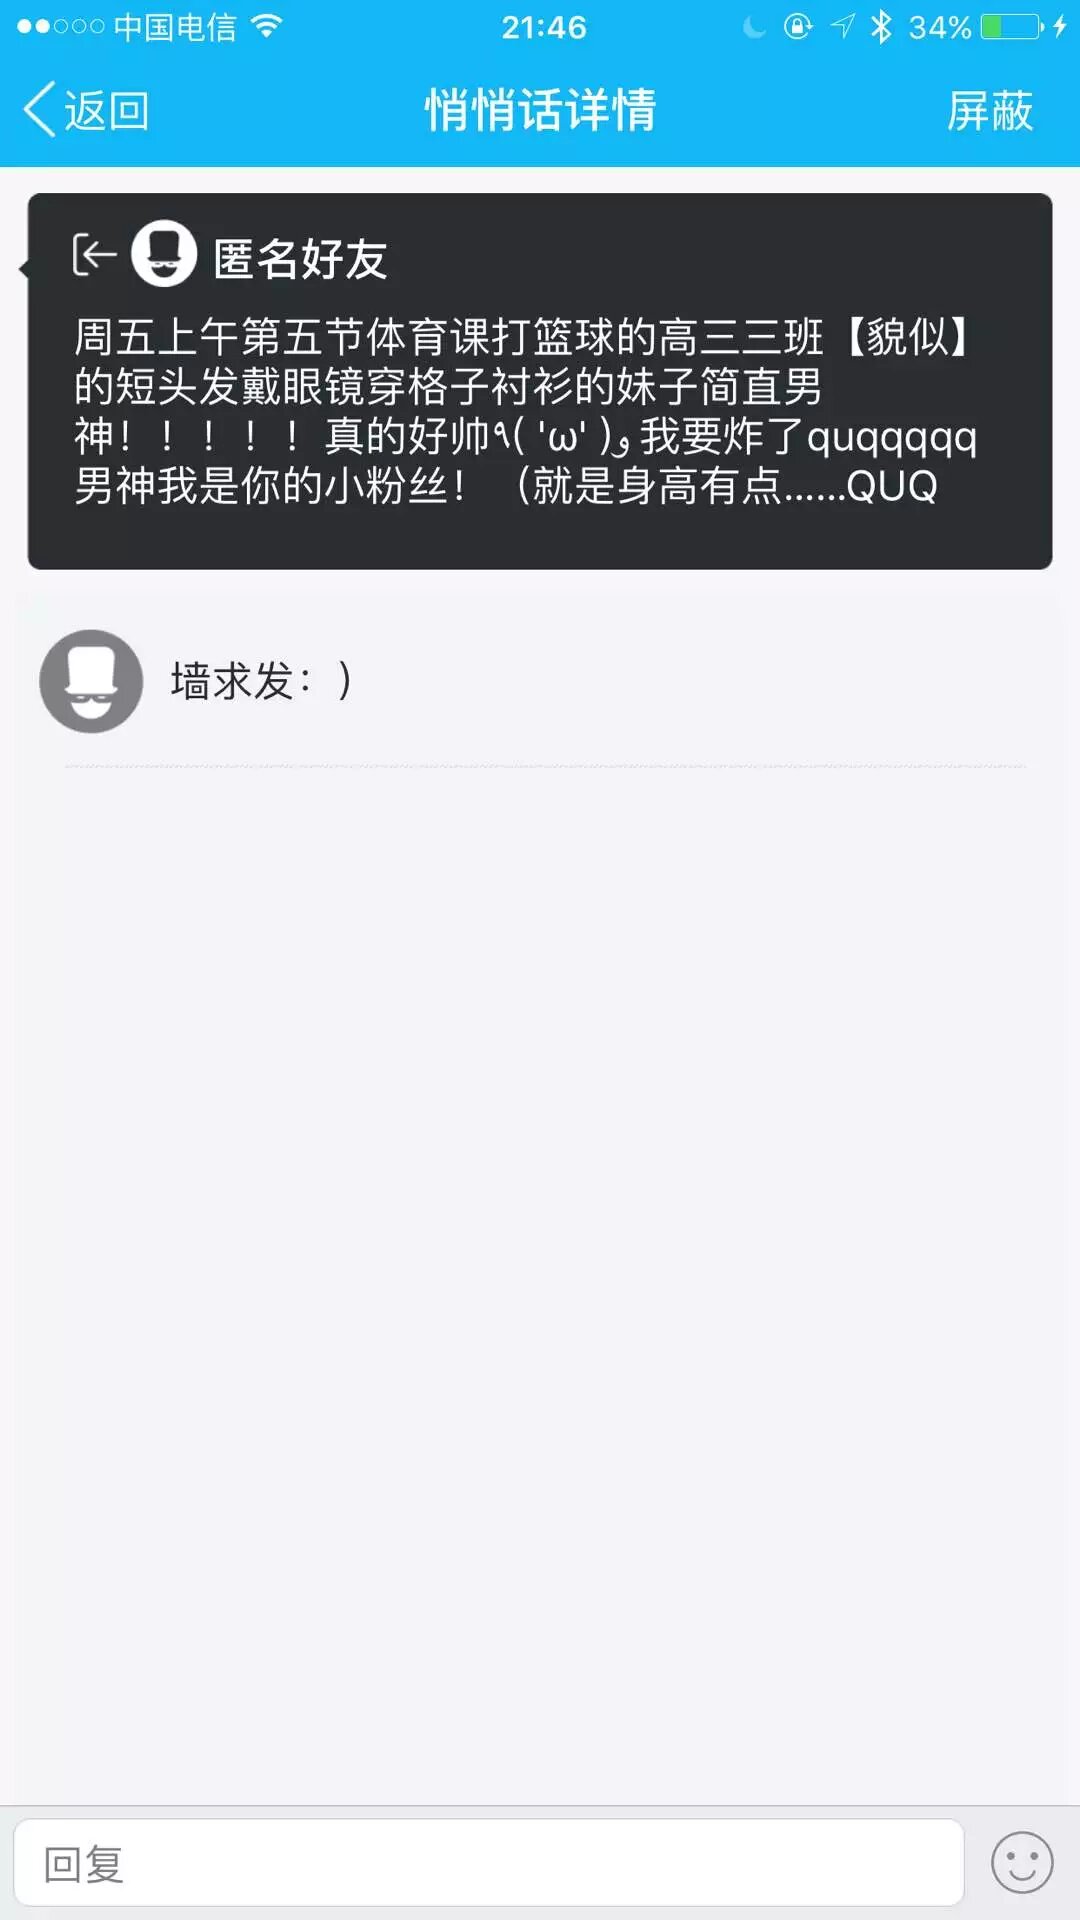 中国电信 21:46 34%
返回 悄悄话详情 屏蔽
匿名好友
周五上午第五节体育课打篮球的高三三班【貌似】
的短头发戴眼镜穿格子衬衫的妹子简直男
神！！！！！真的好帅٩( 'ω' )و 我要炸了quqqqqq
男神我是你的小粉丝！（就是身高有点……QUQ
墙求发：)
回复